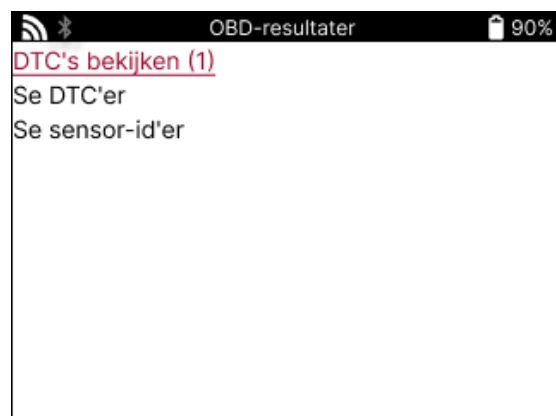 OBD-resultater 90%
DTC's bekijken (1)
Se DTC'er
Se sensor-id'er